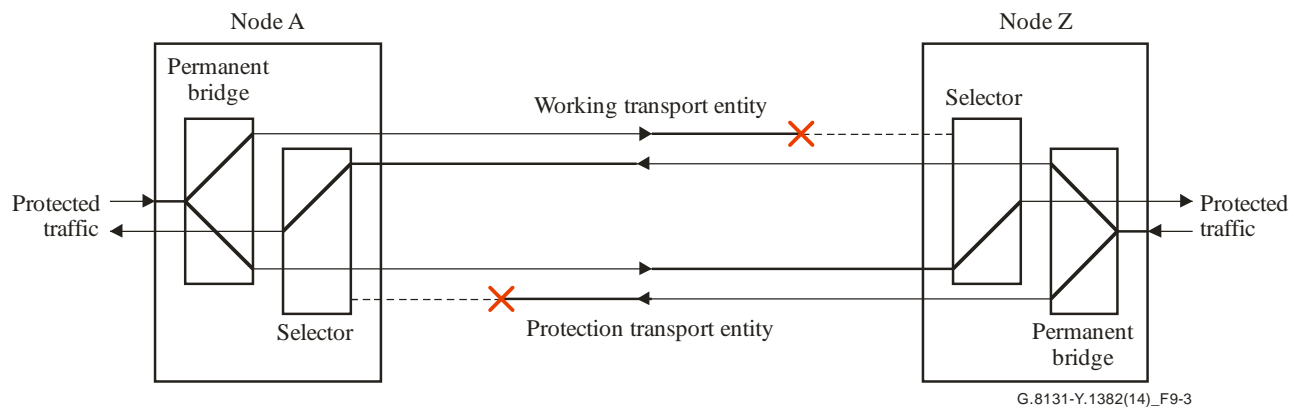 Node A
Node Z
Permanent
bridge
Working transport entity
Selector
Protected
traffic
Protected
traffic
Selector
Protection transport entity
Permanent
bridge
G.8131-Y.1382(14)_F9-3